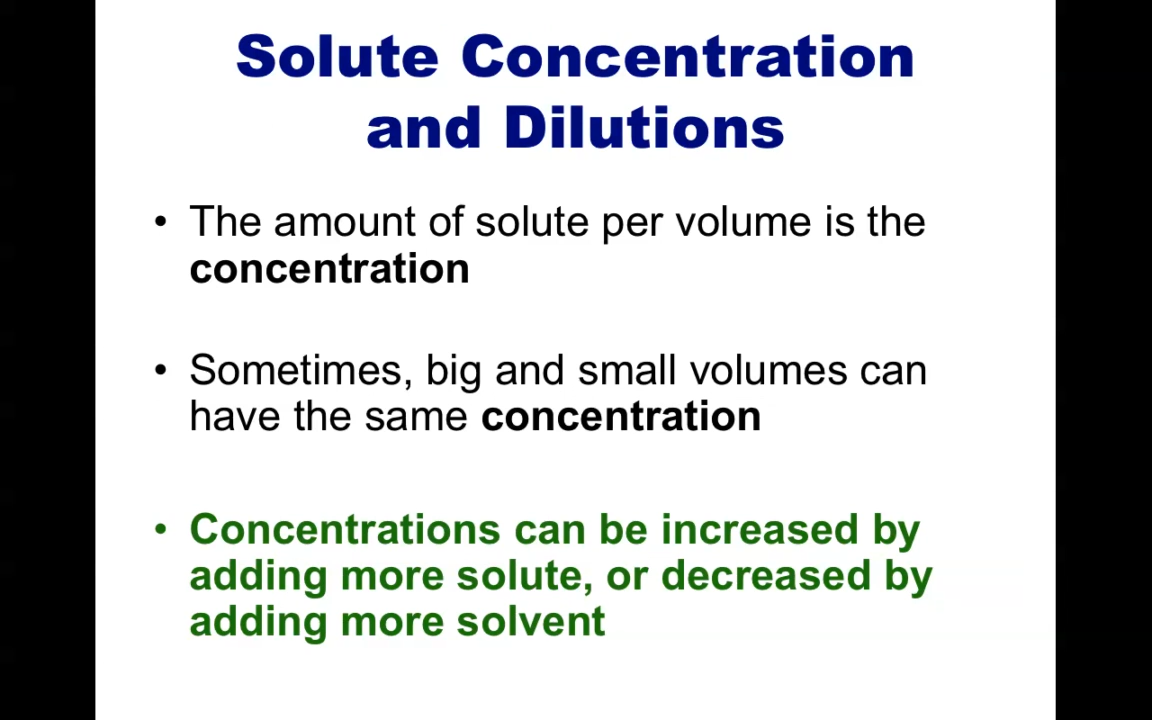 Solute Concentration
and Dilutions
• The amount of solute per volume is the
concentration
• Sometimes, big and small volumes can
have the same concentration
• Concentrations can be increased by
adding more solute, or decreased by
adding more solvent